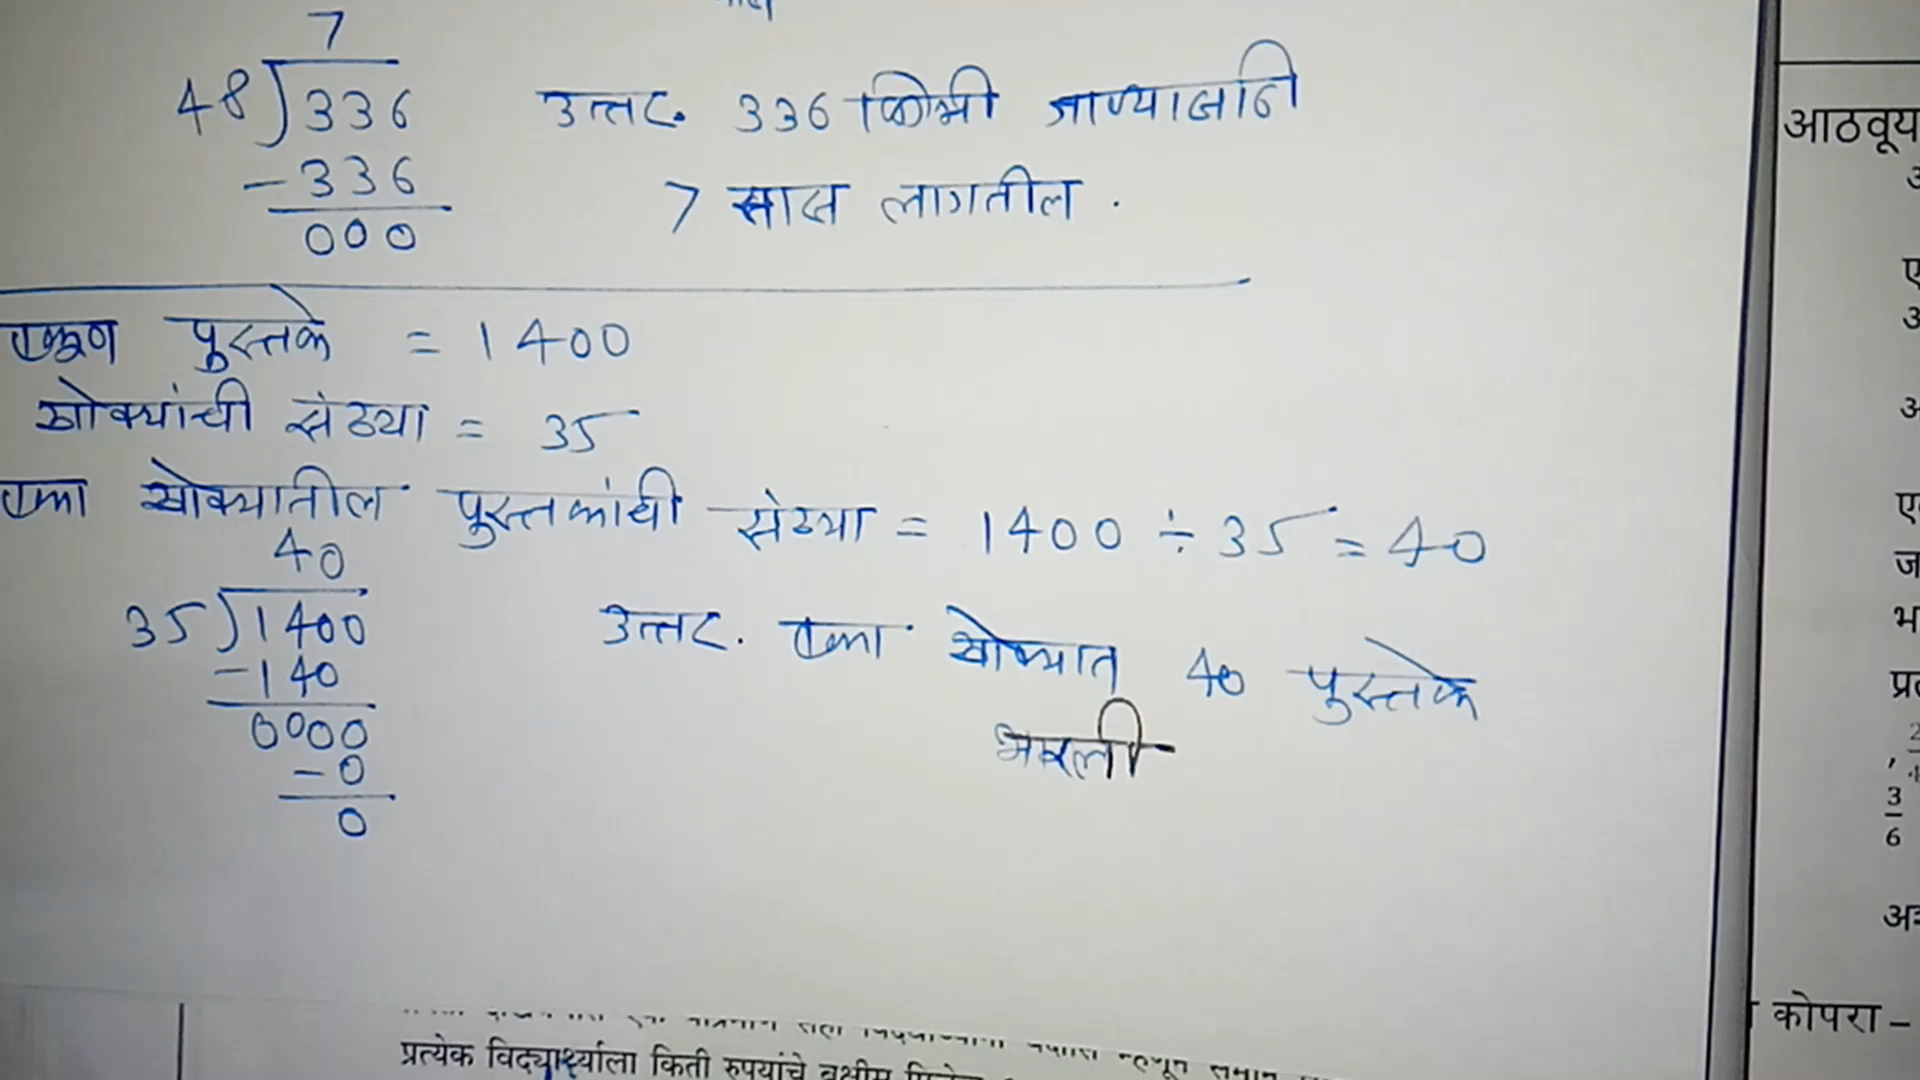 7
48)336 उत्तर. 336 किमी जाण्यासाठी
-336 7 तास लागतील.
000
एकूण पुस्तके = 1400
खोक्यांची संख्या = 35
एका खोक्यातील पुस्तकांची संख्या = 1400 ÷ 35 = 40
40
35)1400 उत्तर. एका खोक्यात 40 पुस्तके
-140 भरली
0000
-0
0
प्रत्येक विद्यार्थ्याला किती रुपयांचे
आठवूय
ए
ए
ज
भ
3/6
कोपरा -